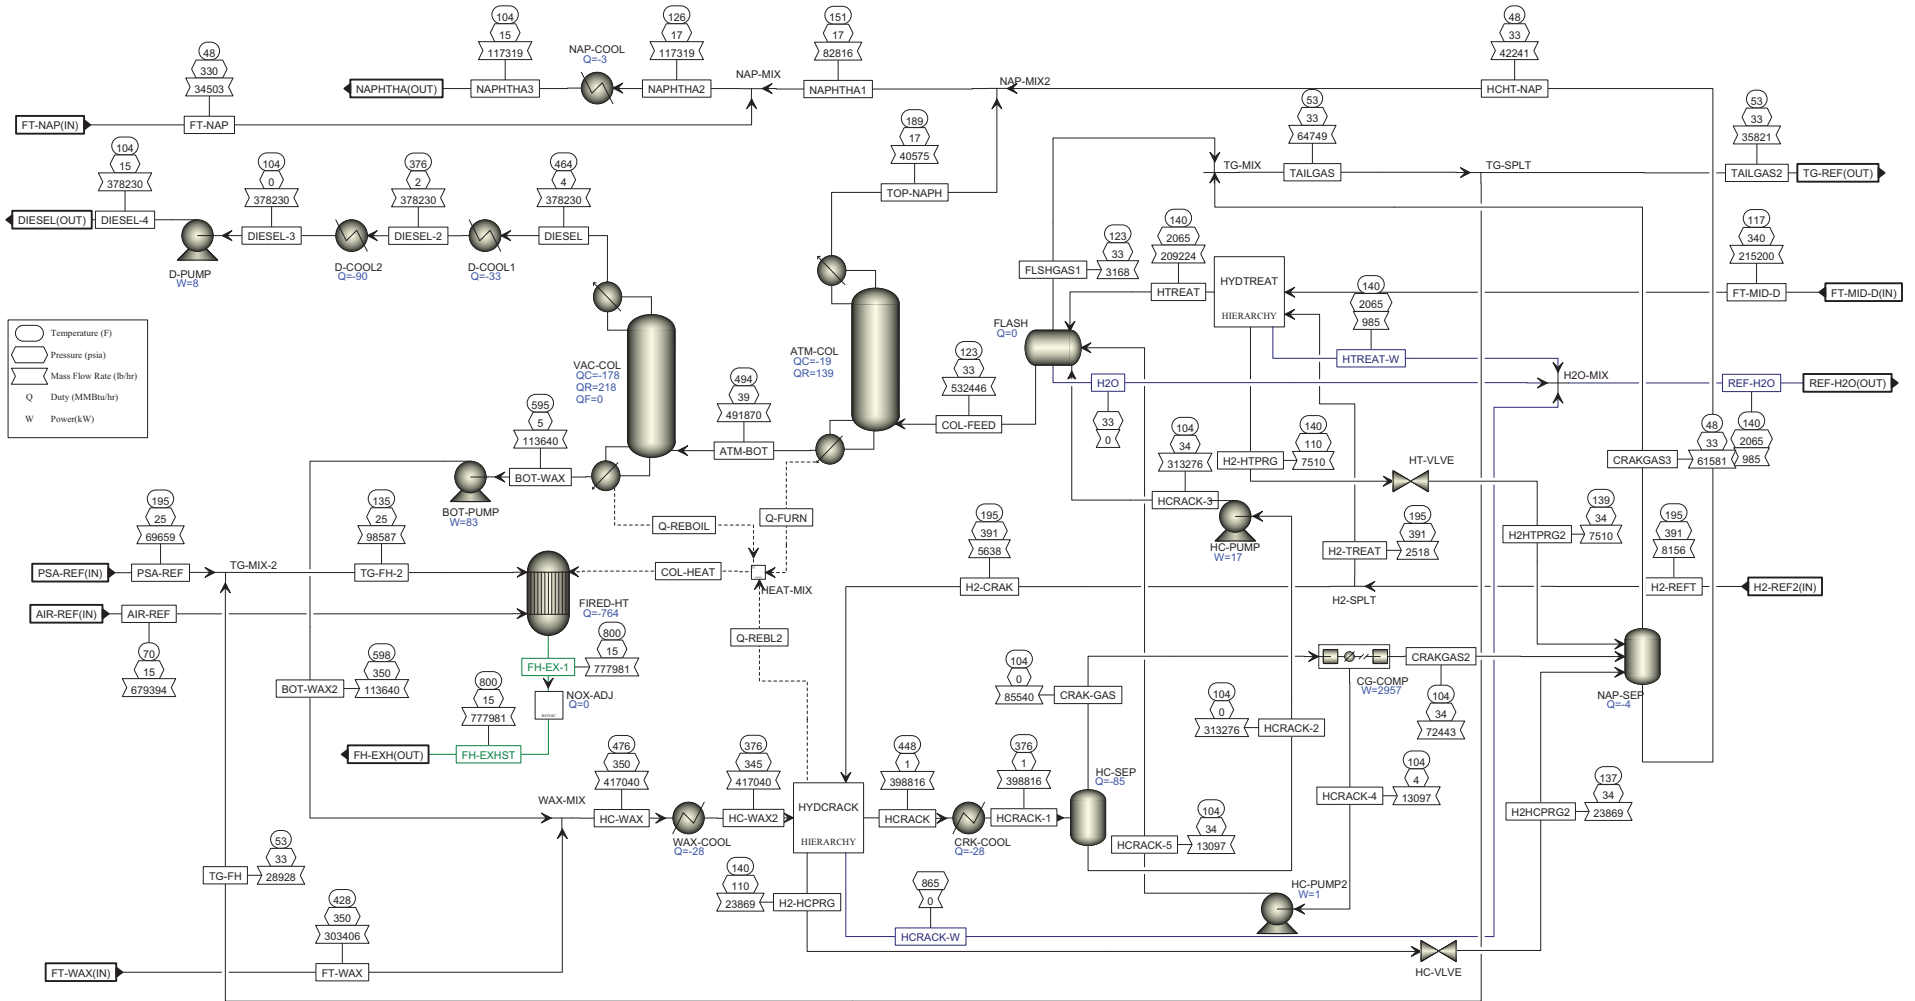 104
15
117319
NAPHTHA3
NAPHTHA(OUT)
NAP-COOL
Q=-3
126
17
117319
NAPHTHA2
NAP-MIX
151
17
82816
NAPHTHA1
NAP-MIX2
48
33
42241
HCHT-NAP
48
330
34503
FT-NAP(IN)
FT-NAP
53
33
64749
TG-MIX
TAILGAS
TG-SPLT
53
33
35821
TAILGAS2
TG-REF(OUT)
104
15
378230
DIESEL(OUT)
DIESEL-4
D-PUMP
W=8
104
0
378230
DIESEL-3
D-COOL2
Q=-90
376
2
378230
DIESEL-2
D-COOL1
Q=-33
464
4
378230
DIESEL
189
17
40575
TOP-NAPH
123
33
3168
FLSHGAS1
140
2065
209224
HTREAT
HYDTREAT
HIERARCHY
140
2065
985
HTREAT-W
117
340
215200
FT-MID-D
FT-MID-D(IN)
Temperature (F)
Pressure (psia)
Mass Flow Rate (lb/hr)
Q Duty (MMBtu/hr)
W Power(kW)
VAC-COL
QC=-178
QR=218
QF=0
ATM-COL
QC=-19
QR=139
FLASH
Q=0
H2O
33
0
H2O-MIX
REF-H2O
REF-H2O(OUT)
140
2065
985
595
5
113640
BOT-WAX
494
39
491870
ATM-BOT
123
33
532446
COL-FEED
104
34
313276
HCRACK-3
HC-PUMP
W=17
H2-HTPRG
140
110
7510
HT-VLVE
CRAKGAS3
48
33
61581
BOT-PUMP
W=83
Q-REBOIL
Q-FURN
139
34
7510
H2HTPRG2
195
391
8156
H2-REFT
H2-REF2(IN)
195
25
69659
PSA-REF(IN)
PSA-REF
TG-MIX-2
135
25
98587
TG-FH-2
COL-HEAT
HEAT-MIX
195
391
5638
H2-CRAK
195
391
2518
H2-TREAT
H2-SPLT
AIR-REF(IN)
AIR-REF
70
15
679394
FIRED-HT
Q=-764
FH-EX-1
800
15
777981
NOX-ADJ
Q=0
Q-REBL2
598
350
113640
BOT-WAX2
800
15
777981
FH-EXH(OUT)
FH-EXHST
104
0
85540
CRAK-GAS
104
0
313276
HCRACK-2
CG-COMP
W=2957
CRAKGAS2
104
34
72443
NAP-SEP
Q=-4
WAX-MIX
476
350
417040
HC-WAX
WAX-COOL
Q=-28
376
345
417040
HC-WAX2
HYDCRACK
HIERARCHY
448
1
398816
HCRACK
CRK-COOL
Q=-28
376
1
398816
HCRACK-1
HC-SEP
Q=-85
HCRACK-5
104
34
13097
HCRACK-4
104
4
13097
H2HCPRG2
137
34
23869
TG-FH
53
33
28928
140
110
23869
H2-HCPRG
865
0
HCRACK-W
HC-PUMP2
W=1
HC-VLVE
428
350
303406
FT-WAX(IN)
FT-WAX